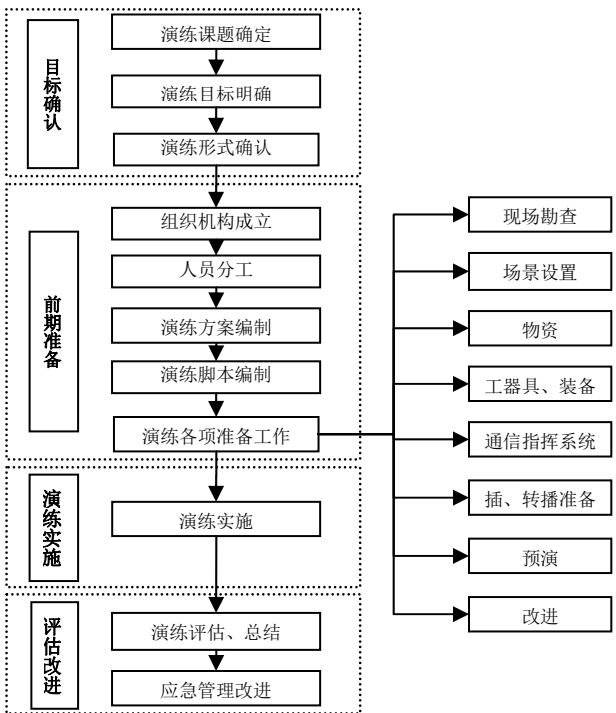 目标确认
演练课题确定
演练目标明确
演练形式确认
前期准备
组织机构成立
人员分工
演练方案编制
演练脚本编制
演练各项准备工作
现场勘查
场景设置
物资
工器具、装备
通信指挥系统
插、转播准备
预演
改进
演练实施
演练实施
评估改进
演练评估、总结
应急管理改进